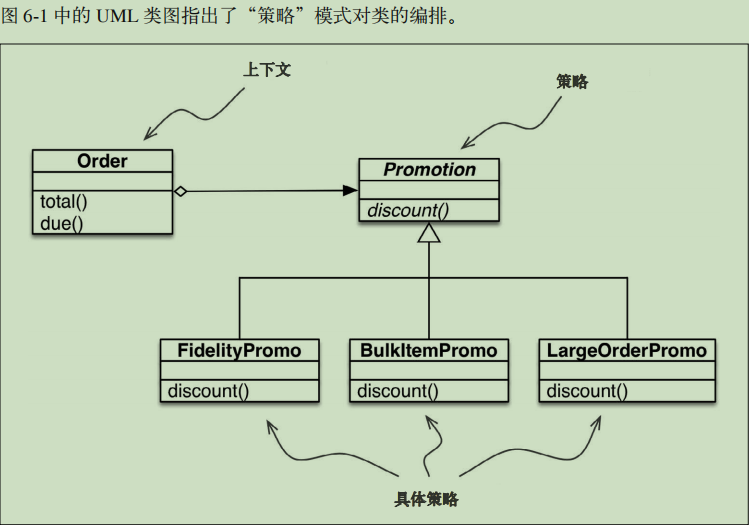 图 6-1 中的 UML 类图指出了“策略”模式对类的编排。
上下文
策略
Order
total()
due()
Promotion
discount()
FidelityPromo
discount()
BulkItemPromo
discount()
LargeOrderPromo
discount()
具体策略